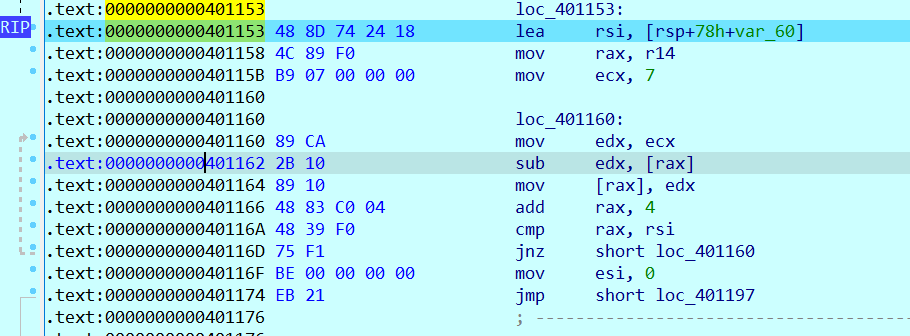 .text:0000000000401153 loc_401153:
RIP .text:0000000000401153 48 8D 74 24 18 lea rsi, [rsp+78h+var_60]
.text:0000000000401158 4C 89 F0 mov rax, r14
.text:000000000040115B B9 07 00 00 00 mov ecx, 7
.text:0000000000401160
.text:0000000000401160 loc_401160:
.text:0000000000401160 89 CA mov edx, ecx
.text:0000000000401162 2B 10 sub edx, [rax]
.text:0000000000401164 89 10 mov [rax], edx
.text:0000000000401166 48 83 C0 04 add rax, 4
.text:000000000040116A 48 39 F0 cmp rax, rsi
.text:000000000040116D 75 F1 jnz short loc_401160
.text:000000000040116F BE 00 00 00 00 mov esi, 0
.text:0000000000401174 EB 21 jmp short loc_401197
.text:0000000000401176 ; ---------------------------------------
.text:0000000000401176